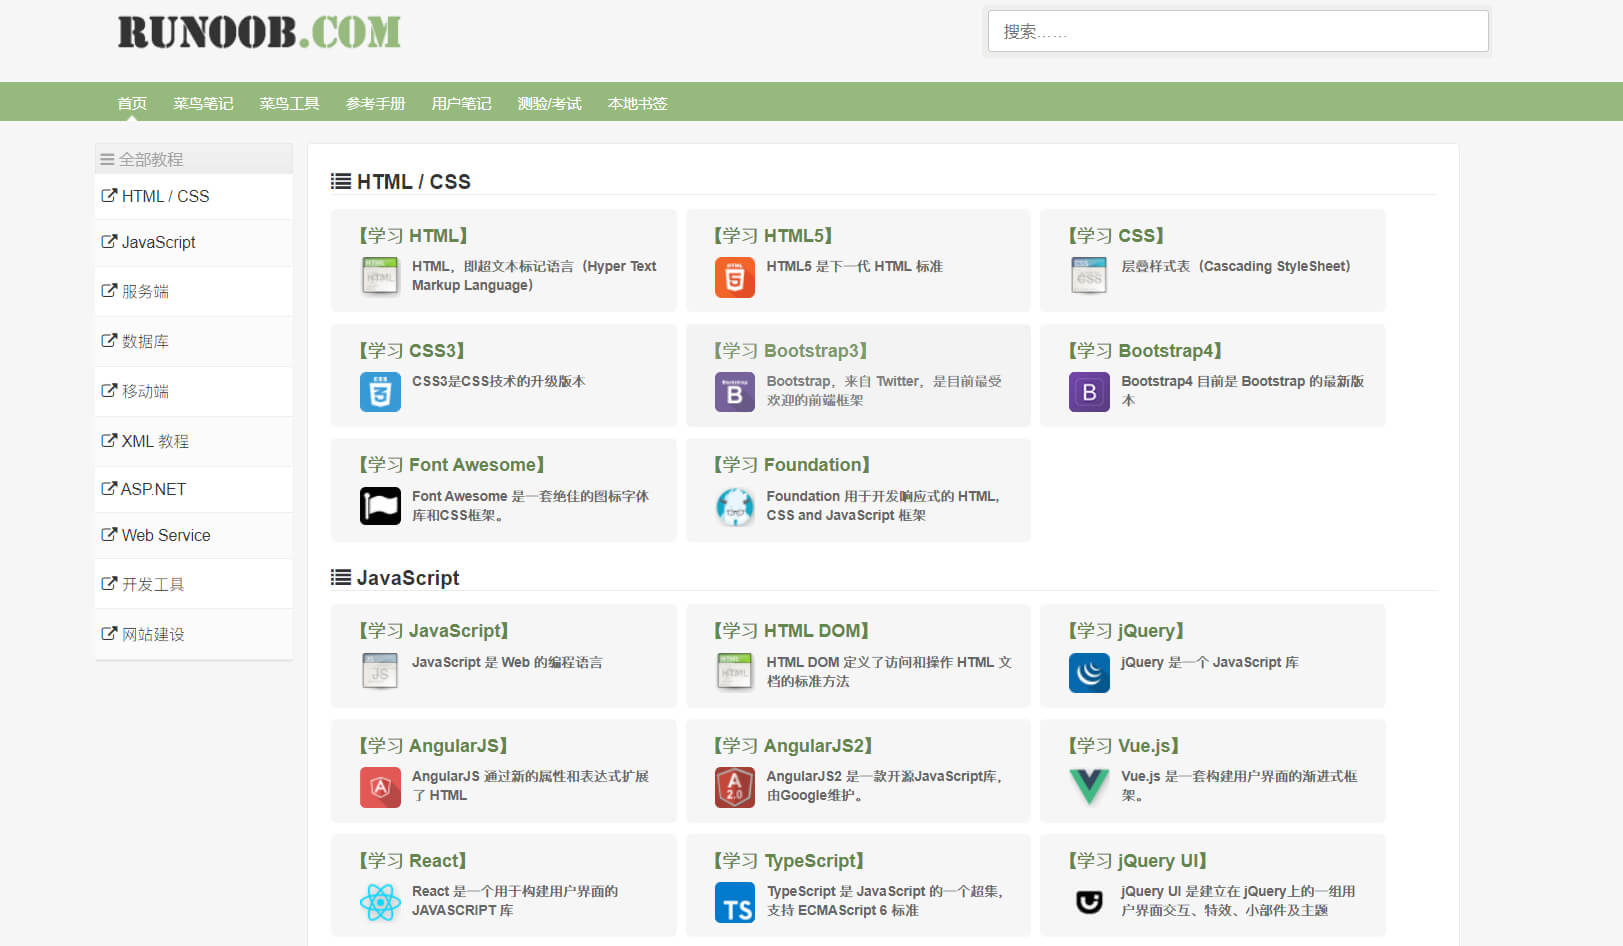 RUNOOB.COM
搜索……
首页 菜鸟笔记 菜鸟工具 参考手册 用户笔记 测验/考试 本地书签
全部教程
HTML / CSS
JavaScript
服务端
数据库
移动端
XML 教程
ASP.NET
Web Service
开发工具
网站建设
HTML / CSS
【学习 HTML】
HTML，即超文本标记语言（Hyper Text
Markup Language）
【学习 HTML5】
HTML5 是下一代 HTML 标准
【学习 CSS】
层叠样式表（Cascading StyleSheet）
【学习 CSS3】
CSS3是CSS技术的升级版本
【学习 Bootstrap3】
Bootstrap，来自 Twitter，是目前最受
欢迎的前端框架
【学习 Bootstrap4】
Bootstrap4 目前是 Bootstrap 的最新版
本
【学习 Font Awesome】
Font Awesome 是一套绝佳的图标字体
库和CSS框架。
【学习 Foundation】
Foundation 用于开发响应式的 HTML,
CSS and JavaScript 框架
JavaScript
【学习 JavaScript】
JavaScript 是 Web 的编程语言
【学习 HTML DOM】
HTML DOM 定义了访问和操作 HTML 文
档的标准方法
【学习 jQuery】
jQuery 是一个 JavaScript 库
【学习 AngularJS】
AngularJS 通过新的属性和表达式扩展
了 HTML
【学习 AngularJS2】
AngularJS2 是一款开源JavaScript库，
由Google维护。
【学习 Vue.js】
Vue.js 是一套构建用户界面的渐进式框
架。
【学习 React】
React 是一个用于构建用户界面的
JAVASCRIPT 库
【学习 TypeScript】
TypeScript 是 JavaScript 的一个超集，
支持 ECMAScript 6 标准
【学习 jQuery UI】
jQuery UI 是建立在 jQuery上的一组用
户界面交互、特效、小部件及主题